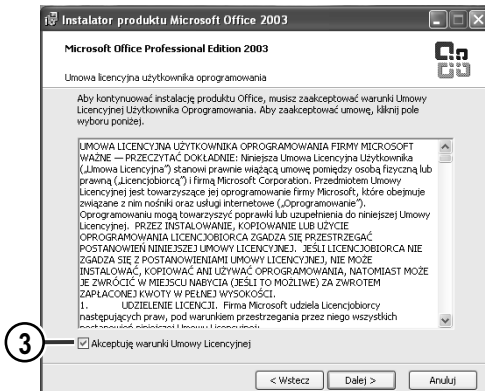 Instalator produktu Microsoft Office 2003
Microsoft Office Professional Edition 2003
Umowa licencyjna użytkownika oprogramowania
Aby kontynuować instalację produktu Office, musisz zaakceptować warunki Umowy
Licencyjnej Użytkownika Oprogramowania. Aby zaakceptować umowę, kliknij pole
wyboru poniżej.
UMOWA LICENCYJNA UŻYTKOWNIKA OPROGRAMOWANIA FIRMY MICROSOFT
WAŻNE — PRZECZYTAĆ DOKŁADNIE: Niniejsza Umowa Licencyjna Użytkownika
(„Umowa Licencyjna”) stanowi prawnie wiążącą umowę pomiędzy osobą fizyczną lub
prawną („Licencjobiorcą”) i firmą Microsoft Corporation. Przedmiotem Umowy
Licencyjnej jest towarzyszące jej oprogramowanie firmy Microsoft, które obejmuje
związane z nim nośniki oraz usługi internetowe („Oprogramowanie”).
Oprogramowaniu mogą towarzyszyć poprawki lub uzupełnienia do niniejszej Umowy
Licencyjnej. PRZEZ INSTALOWANIE, KOPIOWANIE LUB UŻYCIE
OPROGRAMOWANIA LICENCJOBIORCA ZGADZA SIĘ PRZESTRZEGAĆ
POSTANOWIEŃ NINIEJSZEJ UMOWY LICENCYJNEJ. JEŚLI LICENCJOBIORCA NIE
ZGADZA SIĘ Z POSTANOWIENIAMI UMOWY LICENCYJNEJ, NIE MOŻE
INSTALOWAĆ, KOPIOWAĆ ANI UŻYWAĆ OPROGRAMOWANIA, NATOMIAST MOŻE
JE ZWRÓCIĆ W MIEJSCU NABYCIA (JEŚLI TO MOŻLIWE) ZA ZWROTEM
ZAPŁACONEJ KWOTY W PEŁNEJ WYSOKOŚCI.
1. UDZIELENIE LICENCJI. Firma Microsoft udziela Licencjobiorcy
następujących praw, pod warunkiem przestrzegania przez niego wszystkich
postanowień niniejszej Umowy Licencyjnej:
3 Akceptuję warunki Umowy Licencyjnej
< Wstecz Dalej > Anuluj